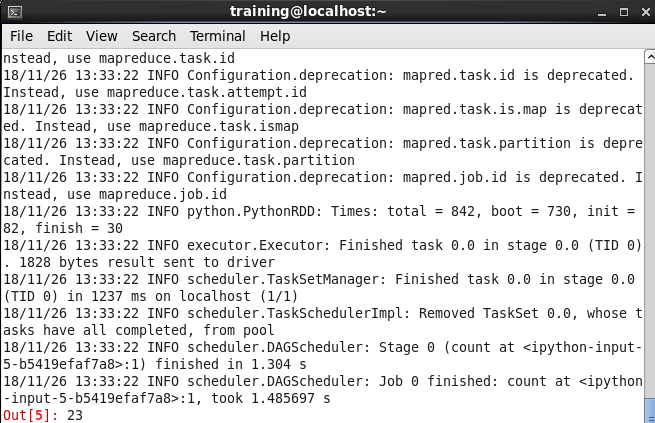 training@localhost:~
File Edit View Search Terminal Help
nstead, use mapreduce.task.id
18/11/26 13:33:22 INFO Configuration.deprecation: mapred.task.id is deprecated.
Instead, use mapreduce.task.attempt.id
18/11/26 13:33:22 INFO Configuration.deprecation: mapred.task.is.map is deprecat
ed. Instead, use mapreduce.task.ismap
18/11/26 13:33:22 INFO Configuration.deprecation: mapred.task.partition is depre
cated. Instead, use mapreduce.task.partition
18/11/26 13:33:22 INFO Configuration.deprecation: mapred.job.id is deprecated. I
nstead, use mapreduce.job.id
18/11/26 13:33:22 INFO python.PythonRDD: Times: total = 842, boot = 730, init =
82, finish = 30
18/11/26 13:33:22 INFO executor.Executor: Finished task 0.0 in stage 0.0 (TID 0)
. 1828 bytes result sent to driver
18/11/26 13:33:22 INFO scheduler.TaskSetManager: Finished task 0.0 in stage 0.0
(TID 0) in 1237 ms on localhost (1/1)
18/11/26 13:33:22 INFO scheduler.TaskSchedulerImpl: Removed TaskSet 0.0, whose t
asks have all completed, from pool
18/11/26 13:33:22 INFO scheduler.DAGScheduler: Stage 0 (count at <ipython-input-
5-b5419efaf7a8>:1) finished in 1.304 s
18/11/26 13:33:22 INFO scheduler.DAGScheduler: Job 0 finished: count at <ipython
-input-5-b5419efaf7a8>:1, took 1.485697 s
Out[5]: 23